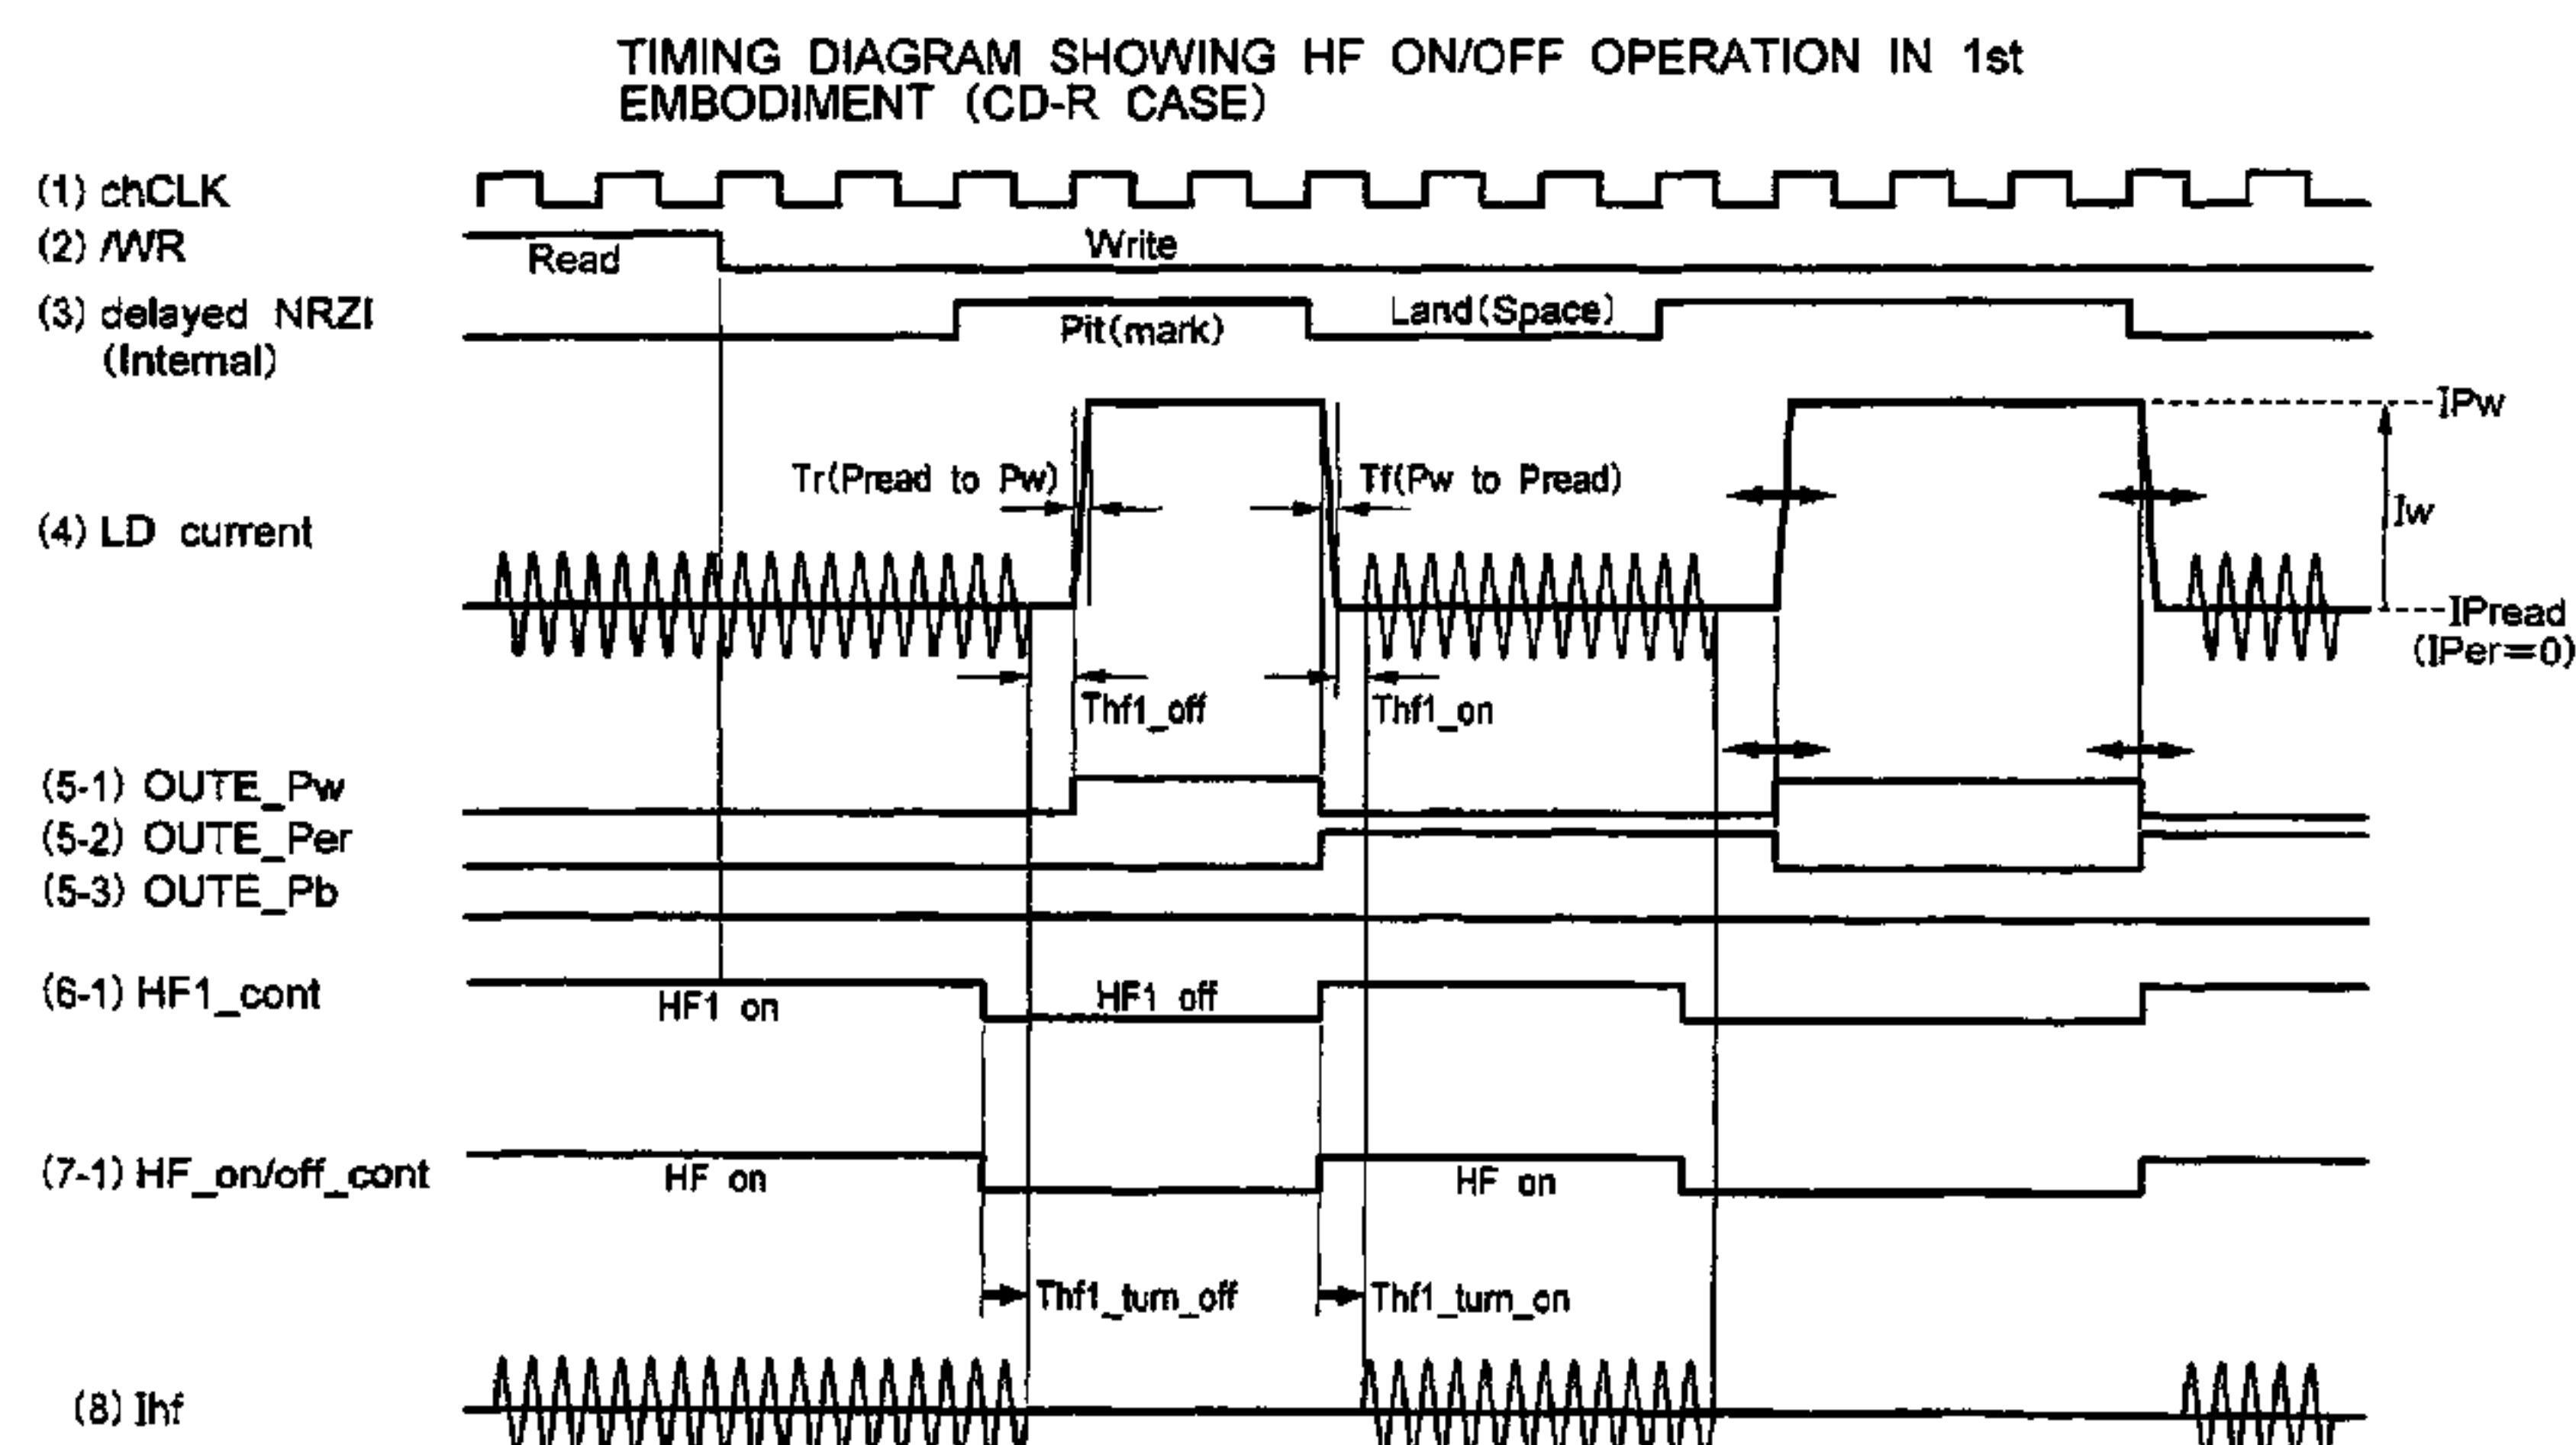 TIMING DIAGRAM SHOWING HF ON/OFF OPERATION IN 1st
EMBODIMENT (CD-R CASE)
(1) chCLK
(2) /WR
Read
Write
(3) delayed NRZI
(Internal)
Pit(mark)
Land(Space)
IPw
Tr(Pread to Pw)
Tf(Pw to Pread)
Iw
(4) LD current
IPread
(IPer=0)
Thf1_off
Thf1_on
(5-1) OUTE_Pw
(5-2) OUTE_Per
(5-3) OUTE_Pb
(6-1) HF1_cont
HF1 on
HF1 off
(7-1) HF_on/off_cont
HF on
HF on
Thf1_turn_off
Thf1_turn_on
(8) Ihf